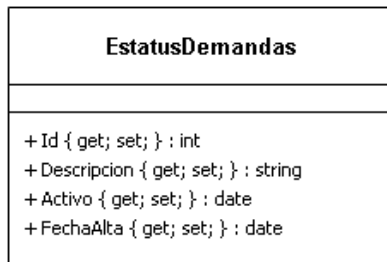 EstatusDemandas
+ Id { get; set; } : int
+ Descripcion { get; set; } : string
+ Activo { get; set; } : date
+ FechaAlta { get; set; } : date